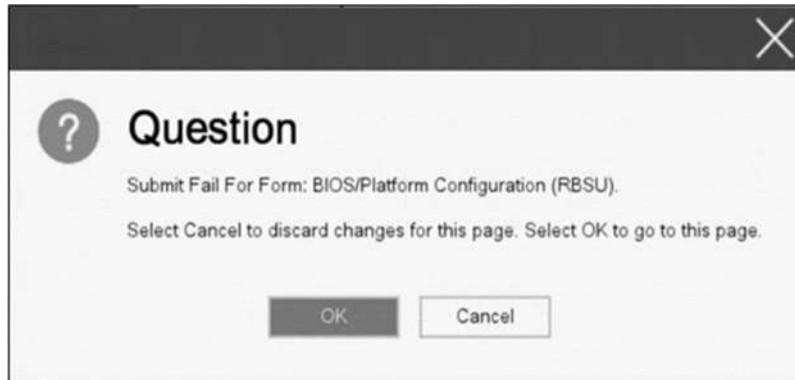 ?
Question
Submit Fail For Form: BIOS/Platform Configuration (RBSU).
Select Cancel to discard changes for this page. Select OK to go to this page.
OK
Cancel